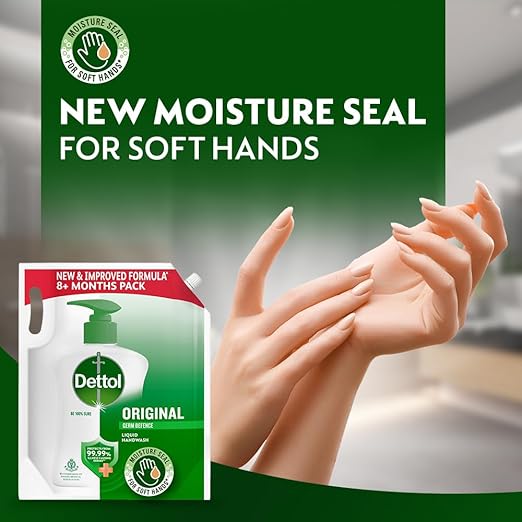 MOISTURE SEAL
FOR SOFT HANDS*
NEW MOISTURE SEAL
FOR SOFT HANDS
NEW & IMPROVED FORMULA*
8+ MONTHS PACK
Dettol
BE 100% SURE
ORIGINAL
GERM DEFENCE
LIQUID
HANDWASH
99.99%
MOISTURE SEAL
FOR SOFT HANDS*